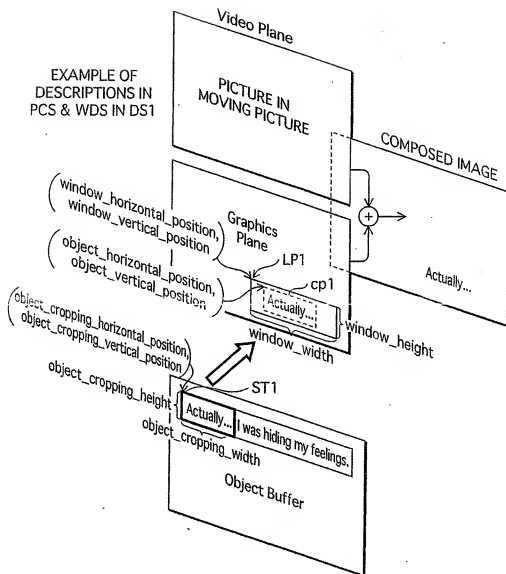 Video Plane
EXAMPLE OF
DESCRIPTIONS IN
PCS & WDS IN DS1
PICTURE IN
MOVING PICTURE
COMPOSED IMAGE
window_horizontal_position,
window_vertical_position
Graphics
Plane
object_horizontal_position,
object_vertical_position
LP1
cp1
+
Actually...
Actually...
window_height
window_width
object_cropping_horizontal_position,
object_cropping_vertical_position
ST1
object_cropping_height
Actually... I was hiding my feelings.
object_cropping_width
Object Buffer